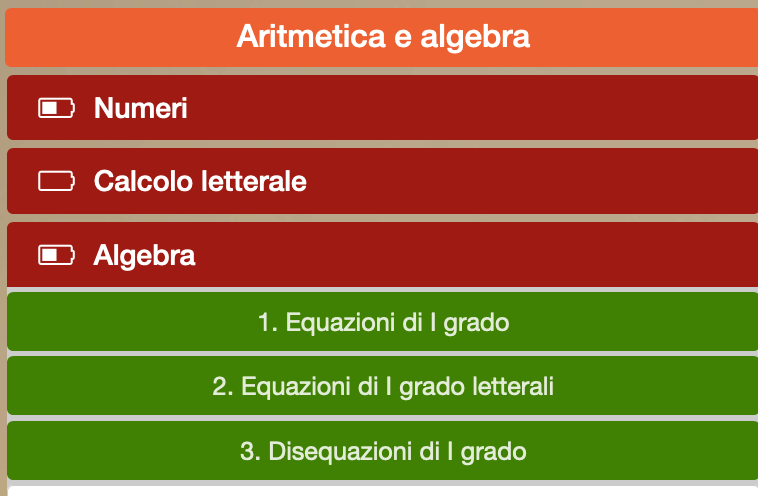 Aritmetica e algebra
Numeri
Calcolo letterale
Algebra
1. Equazioni di I grado
2. Equazioni di I grado letterali
3. Disequazioni di I grado